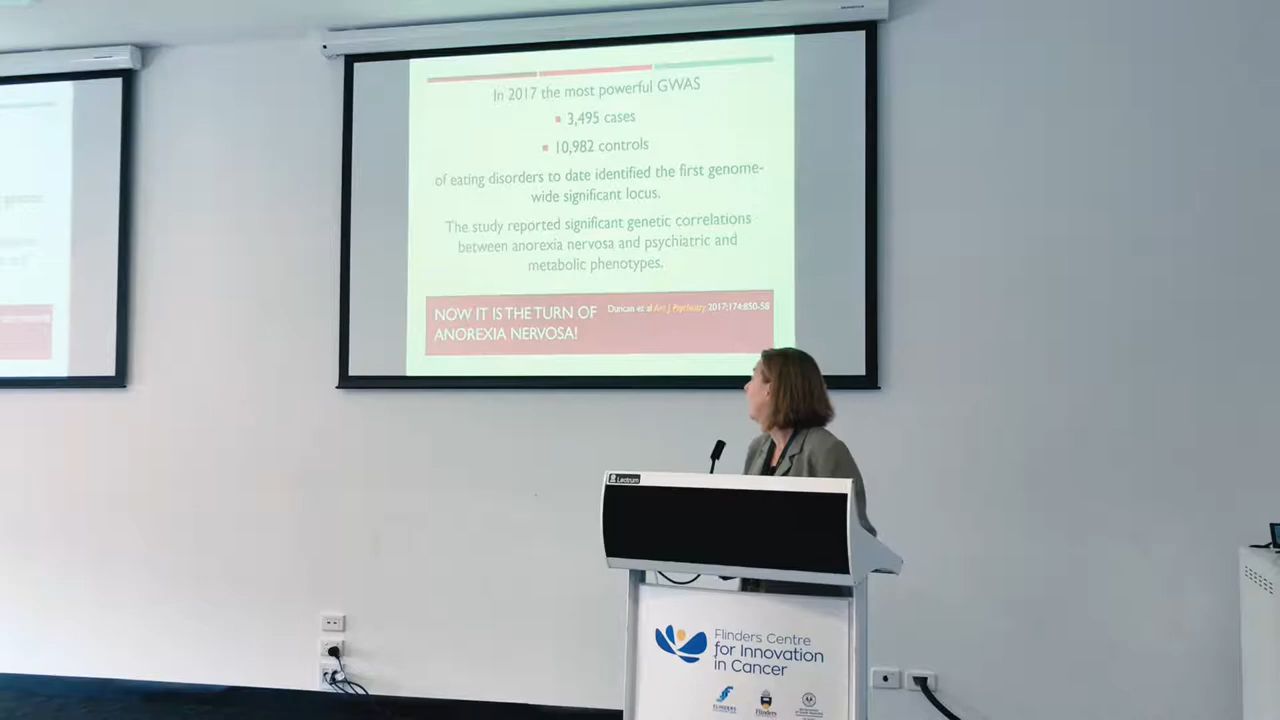 In 2017 the most powerful GWAS
3,495 cases
10,982 controls
of eating disorders to date identified the first genome-
wide significant locus.
The study reported significant genetic correlations
between anorexia nervosa and psychiatric and
metabolic phenotypes.
NOW IT IS THE TURN OF
ANOREXIA NERVOSA!
Duncan et al Am J Psychiatry 2017;174:850-58
Lectrum
Flinders Centre
for Innovation
in Cancer
FLINDERS
Flinders